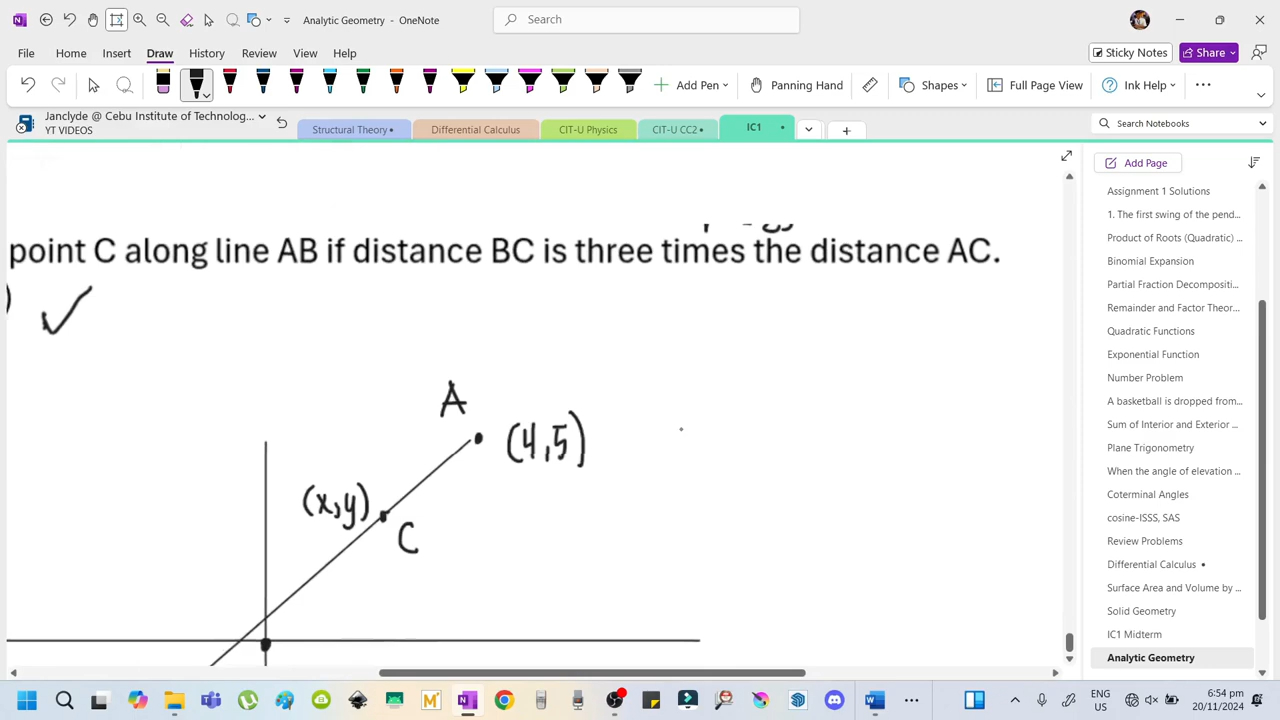 Analytic Geometry - OneNote
Search
File Home Insert Draw History Review View Help
Sticky Notes
Share
Add Pen
Panning Hand
Shapes
Full Page View
Ink Help
Janclyde @ Cebu Institute of Technolog...
YT VIDEOS
Structural Theory
Differential Calculus
CIT-U Physics
CIT-U CC2
IC1
Search Notebooks
Add Page
point C along line AB if distance BC is three times the distance AC.
)
A
(4,5)
(x,y)
C
Assignment 1 Solutions
1. The first swing of the pend...
Product of Roots (Quadratic) ...
Binomial Expansion
Partial Fraction Decompositi...
Remainder and Factor Theor...
Quadratic Functions
Exponential Function
Number Problem
A basketball is dropped from...
Sum of Interior and Exterior ...
Plane Trigonometry
When the angle of elevation ...
Coterminal Angles
cosine-ISSS, SAS
Review Problems
Differential Calculus
Surface Area and Volume by ...
Solid Geometry
IC1 Midterm
Analytic Geometry
ENG
PH
6:54 pm
20/11/2024